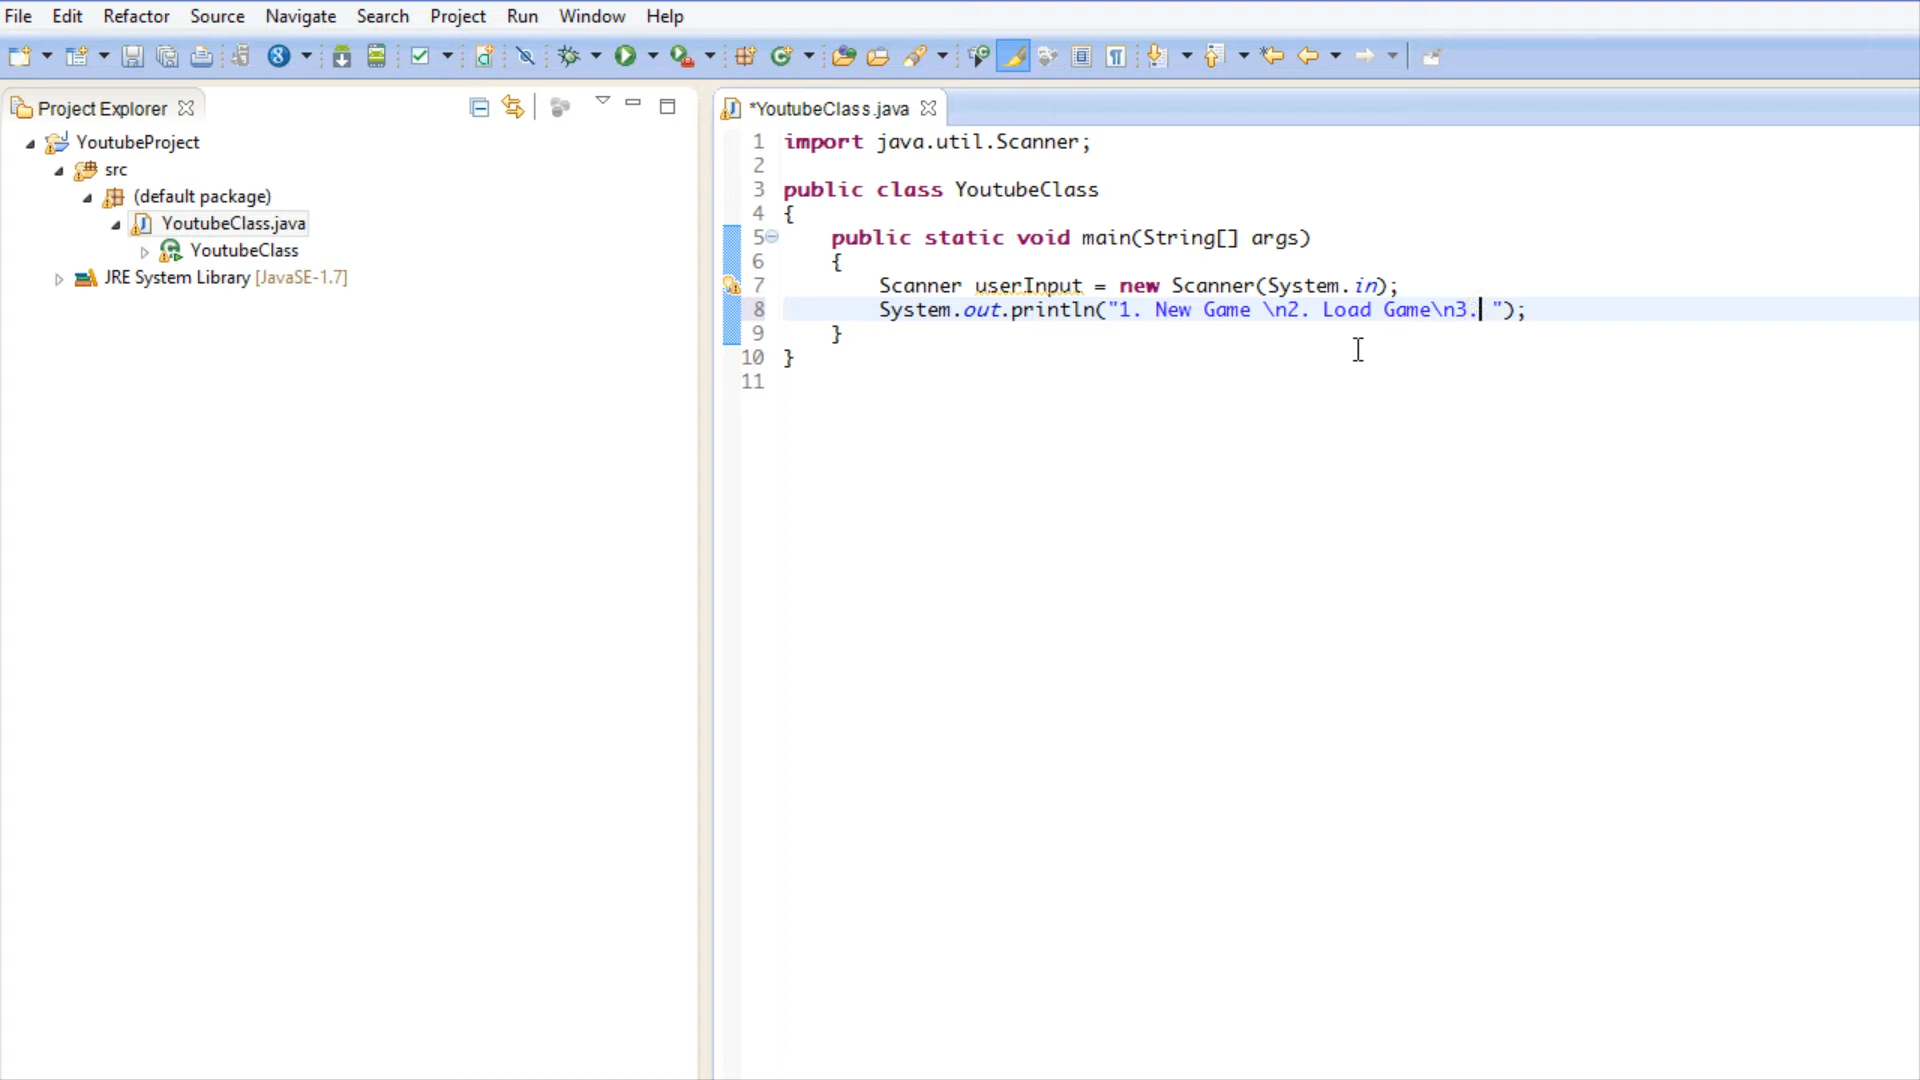 File Edit Refactor Source Navigate Search Project Run Window Help
Project Explorer
YoutubeProject
src
(default package)
YoutubeClass.java
YoutubeClass
JRE System Library [JavaSE-1.7]
*YoutubeClass.java
1 import java.util.Scanner;
2
3 public class YoutubeClass
4 {
5 public static void main(String[] args)
6 {
7 Scanner userInput = new Scanner(System.in);
8 System.out.println("1. New Game \n2. Load Game\n3. ");
9 }
10 }
11